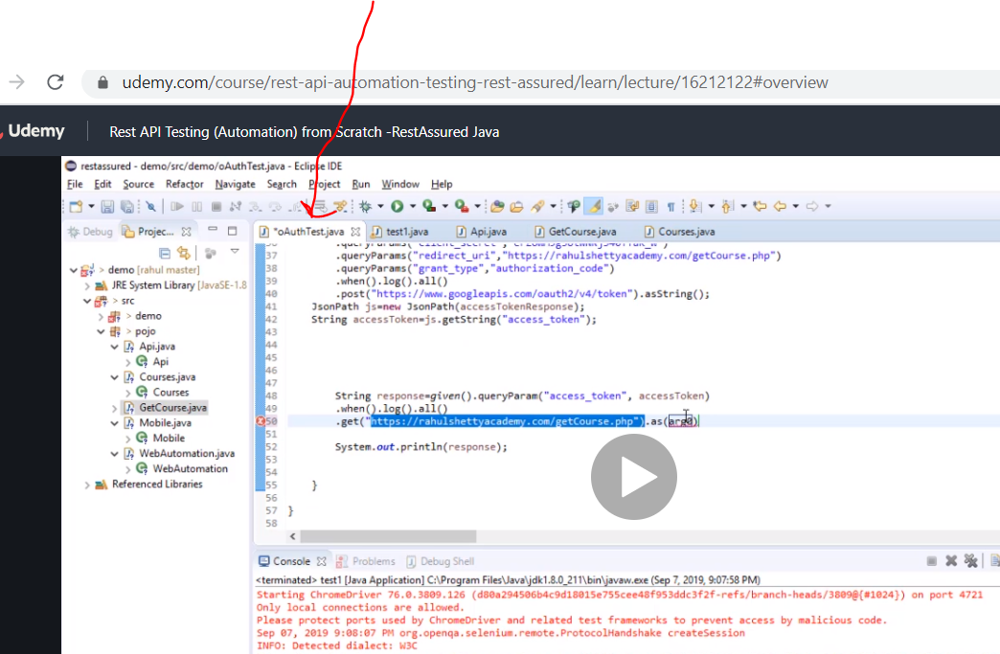 udemy.com/course/rest-api-automation-testing-rest-assured/learn/lecture/16212122#overview
Udemy
Rest API Testing (Automation) from Scratch -RestAssured Java
restassured - demo/src/demo/oAuthTest.java - Eclipse IDE
File Edit Source Refactor Navigate Search Project Run Window Help
Debug Projec...
*oAuthTest.java test1.java Api.java GetCourse.java Courses.java
demo [rahul master]
JRE System Library [JavaSE-1.8
src
demo
pojo
Api.java
Api
Courses.java
Courses
GetCourse.java
Mobile.java
Mobile
WebAutomation.java
WebAutomation
Referenced Libraries
37 .queryParams("redirect_uri","https://rahulshettyacademy.com/getCourse.php")
38 .queryParams("grant_type","authorization_code")
39 .when().log().all()
40 .post("https://www.googleapis.com/oauth2/v4/token").asString();
41 JsonPath js=new JsonPath(accessTokenResponse);
42 String accessToken=js.getString("access_token");
43
44
45
46
47
48 String response=given().queryParam("access_token", accessToken)
49 .when().log().all()
50 .get("https://rahulshettyacademy.com/getCourse.php").as(arg0)
51
52 System.out.println(response);
53
54
55 }
56
57 }
58
Console Problems Debug Shell
<terminated> test1 [Java Application] C:\Program Files\Java\jdk1.8.0_211\bin\javaw.exe (Sep 7, 2019, 9:07:58 PM)
Starting ChromeDriver 76.0.3809.126 (d80a294506b4c9d18015e755cee48f953ddc3f2f-refs/branch-heads/3809@{#1024}) on port 4721
Only local connections are allowed.
Please protect ports used by ChromeDriver and related test frameworks to prevent access by malicious code.
Sep 07, 2019 9:08:07 PM org.openqa.selenium.remote.ProtocolHandshake createSession
INFO: Detected dialect: W3C